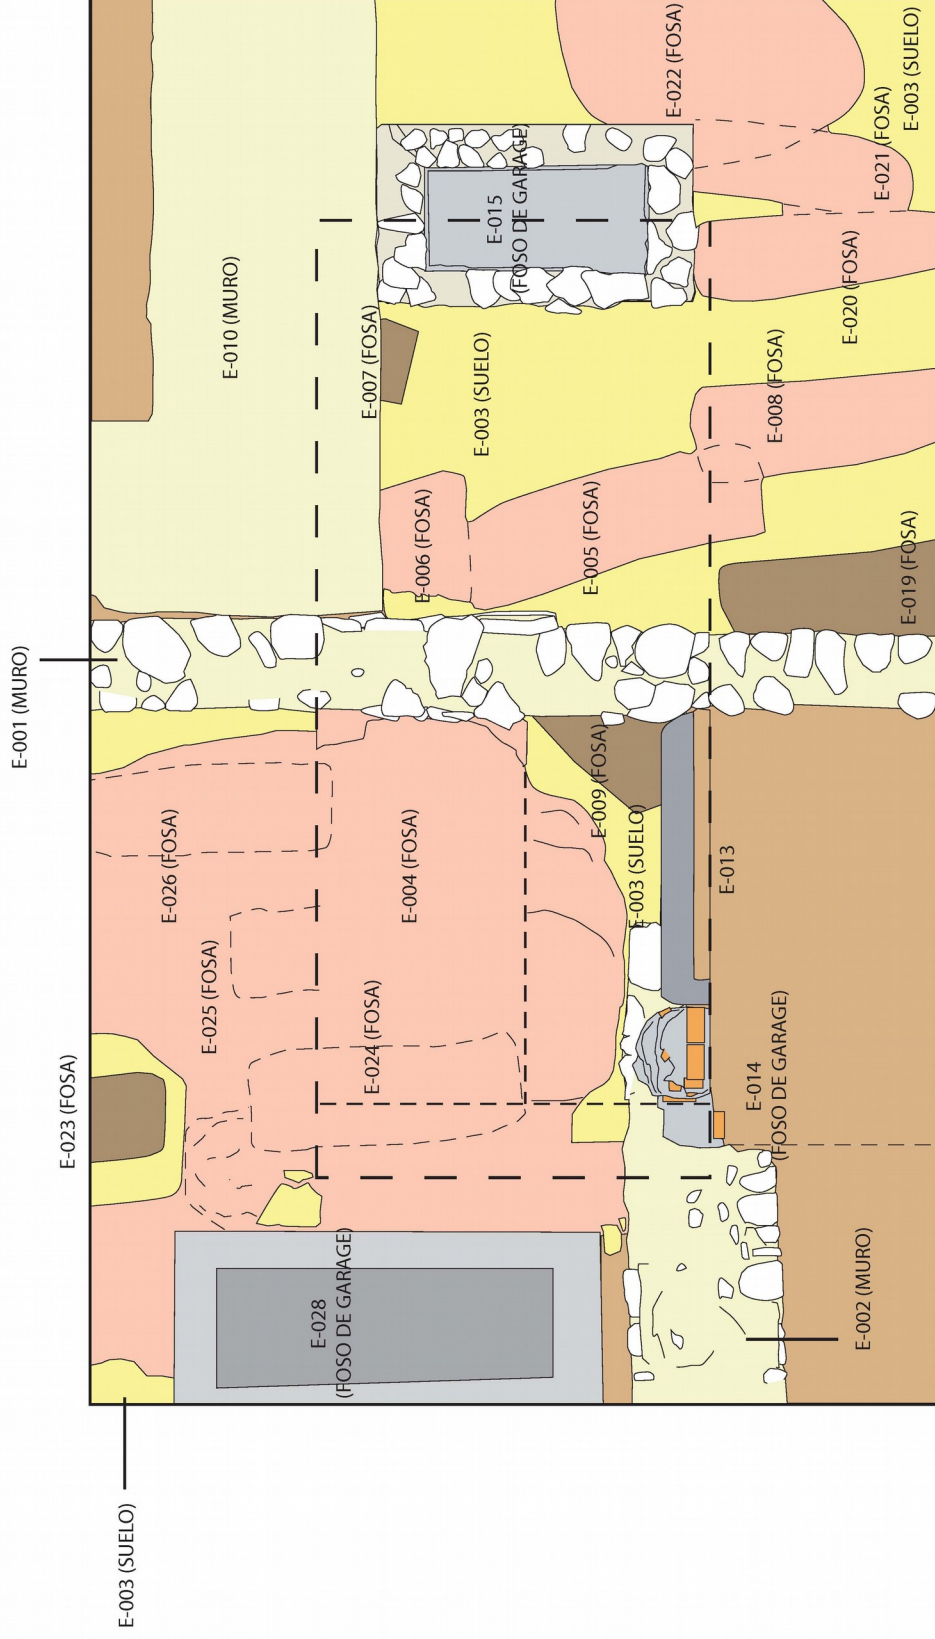 E-001 (MURO)
E-003 (SUELO)
E-023 (FOSA)
E-026 (FOSA)
E-025 (FOSA)
E-010 (MURO)
E-028
(FOSO DE GARAGE)
E-024 (FOSA)
E-004 (FOSA)
E-007 (FOSA)
E-006 (FOSA)
E-003 (SUELO)
E-015
(FOSO DE GARAGE)
E-005 (FOSA)
E-009 (FOSA)
E-003 (SUELO)
E-022 (FOSA)
E-013
E-014
(FOSO DE GARAGE)
E-008 (FOSA)
E-020 (FOSA)
E-002 (MURO)
E-021 (FOSA)
E-019 (FOSA)
E-003 (SUELO)